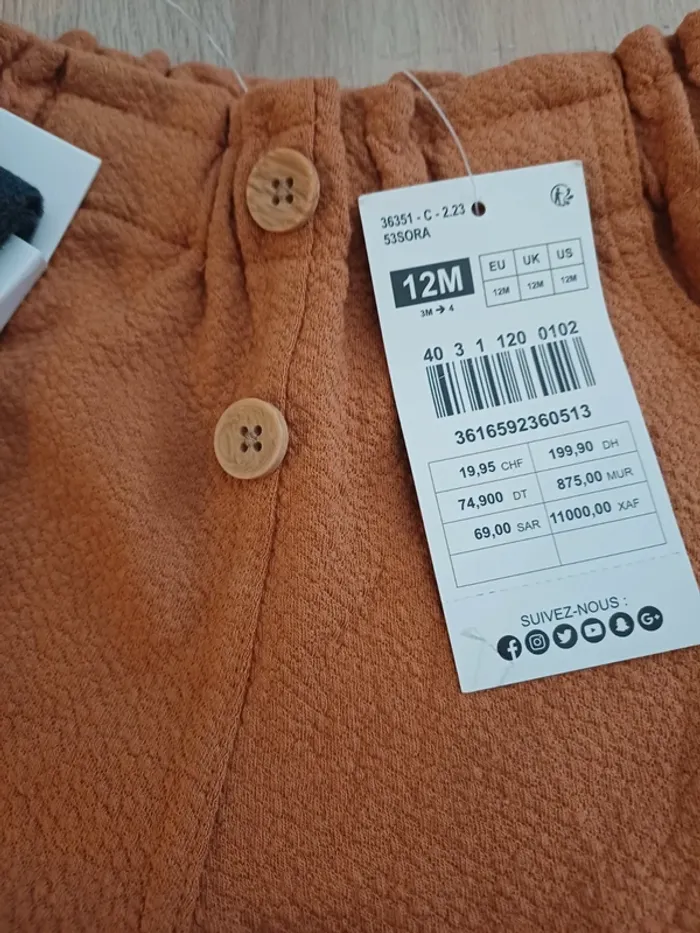 36351 - C - 2.23
53SORA
12M
3M → 4
EU UK US
12M 12M 12M
40 3 1 120 0102
3616592360513
19,95 CHF 199,90 DH
74,900 DT 875,00 MUR
69,00 SAR 11000,00 XAF
SUIVEZ-NOUS :
f G+